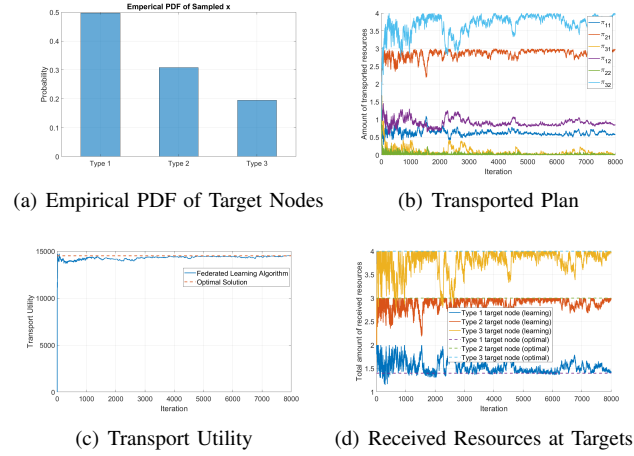 Emperical PDF of Sampled x
0.5
0.4
0.3
0.2
0.1
0
Probability
Type 1
Type 2
Type 3
(a) Empirical PDF of Target Nodes
4
3.5
3
2.5
2
1.5
1
0.5
0
Amount of transported resources
0 1000 2000 3000 4000 5000 6000 7000 8000
Iteration
π11
π21
π31
π12
π22
π32
(b) Transported Plan
15000
10000
5000
0
Transport Utility
0 1000 2000 3000 4000 5000 6000 7000 8000
Iteration
Federated Learning Algorithm
Optimal Solution
(c) Transport Utility
4
3.5
3
2.5
2
1.5
1
Total amount of received resources
0 1000 2000 3000 4000 5000 6000 7000 8000
Iteration
Type 1 target node (learning)
Type 2 target node (learning)
Type 3 target node (learning)
Type 1 target node (optimal)
Type 2 target node (optimal)
Type 3 target node (optimal)
(d) Received Resources at Targets